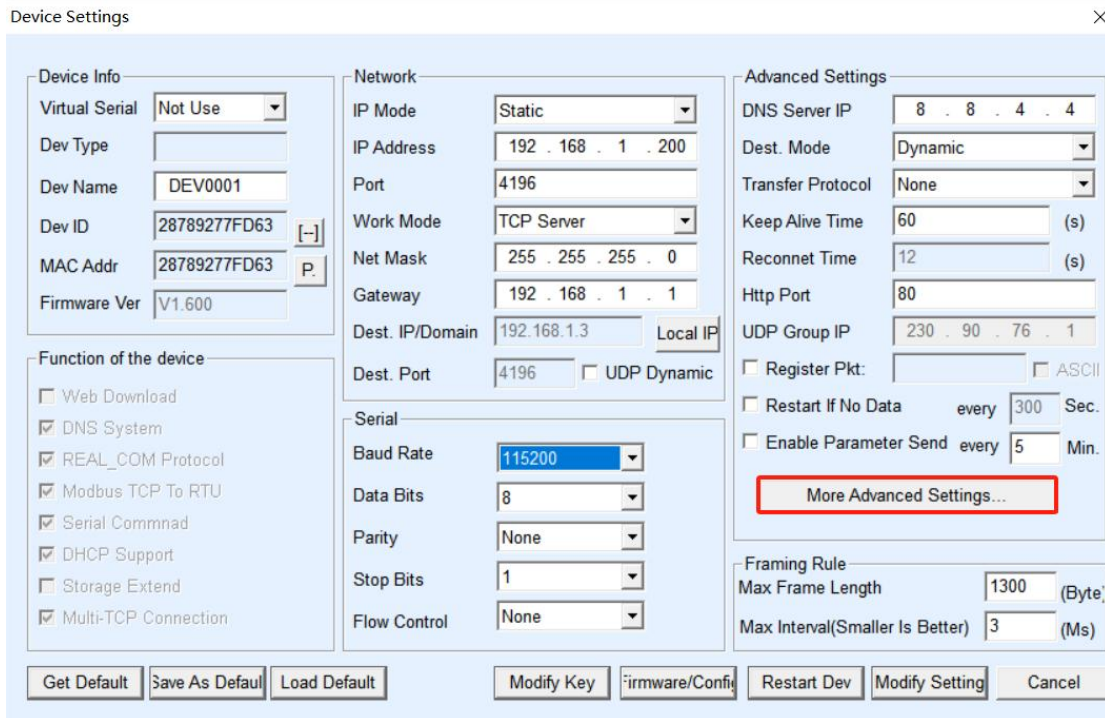 Device Settings
Device Info
Virtual Serial Not Use
Dev Type
Dev Name DEV0001
Dev ID 28789277FD63 [--]
MAC Addr 28789277FD63 P.
Firmware Ver V1.600
Function of the device
Web Download
DNS System
REAL_COM Protocol
Modbus TCP To RTU
Serial Commnad
DHCP Support
Storage Extend
Multi-TCP Connection
Network
IP Mode Static
IP Address 192 . 168 . 1 . 200
Port 4196
Work Mode TCP Server
Net Mask 255 . 255 . 255 . 0
Gateway 192 . 168 . 1 . 1
Dest. IP/Domain 192.168.1.3 Local IP
Dest. Port 4196 UDP Dynamic
Serial
Baud Rate 115200
Data Bits 8
Parity None
Stop Bits 1
Flow Control None
Advanced Settings
DNS Server IP 8 . 8 . 4 . 4
Dest. Mode Dynamic
Transfer Protocol None
Keep Alive Time 60 (s)
Reconnet Time 12 (s)
Http Port 80
UDP Group IP 230 . 90 . 76 . 1
Register Pkt: ASCII
Restart If No Data every 300 Sec.
Enable Parameter Send every 5 Min.
More Advanced Settings...
Framing Rule
Max Frame Length 1300 (Byte)
Max Interval(Smaller Is Better) 3 (Ms)
Get Default Save As Defaul Load Default Modify Key Firmware/Config Restart Dev Modify Setting Cancel